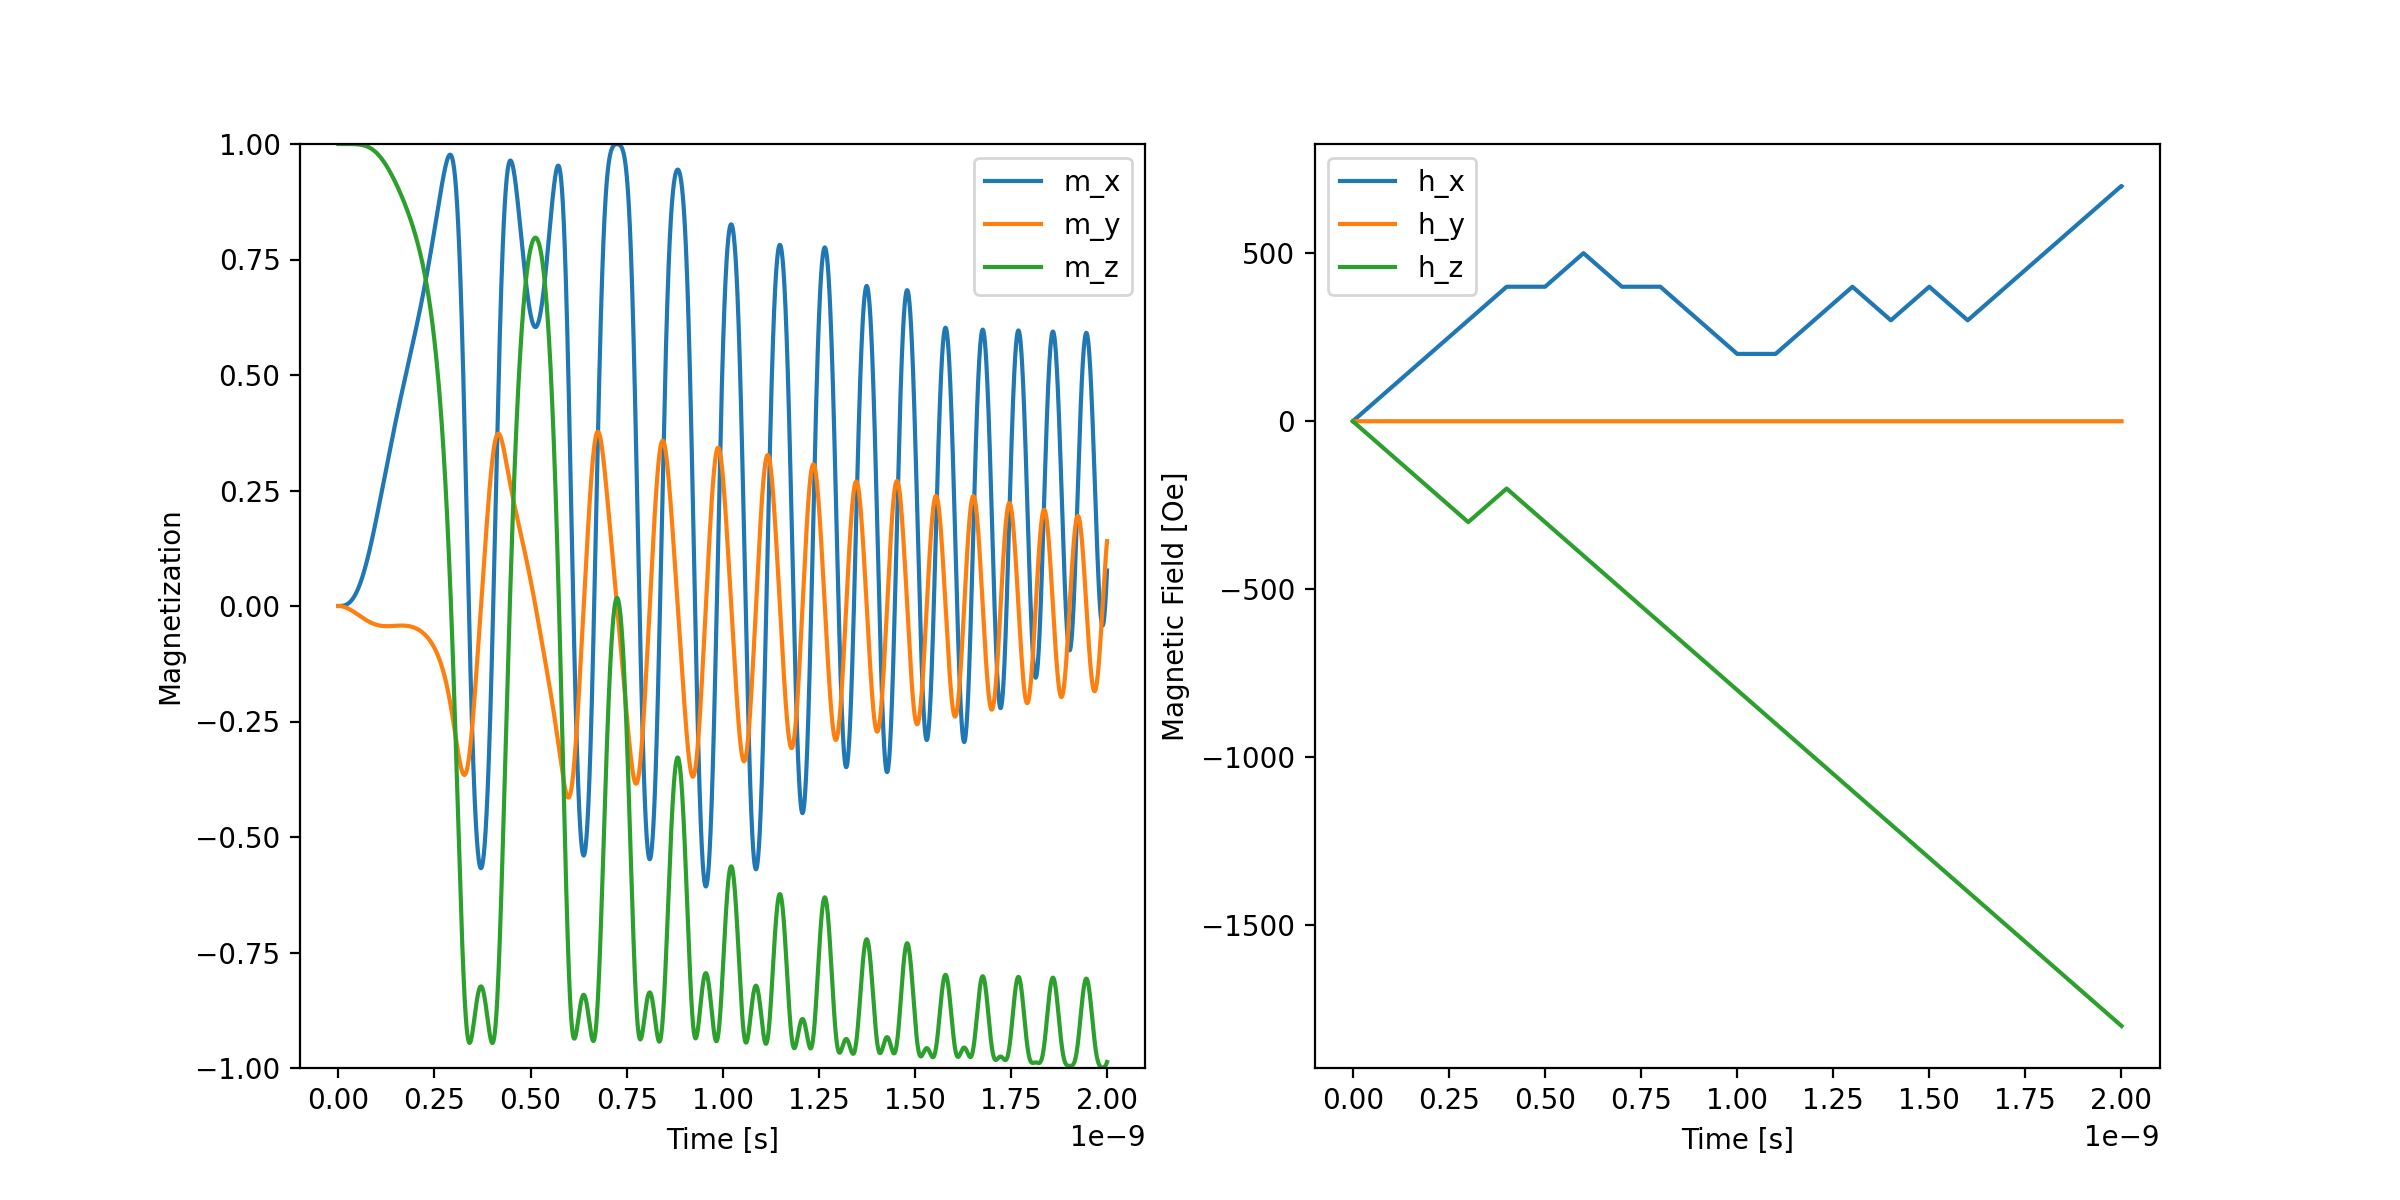 1.00
0.75
0.50
0.25
0.00
−0.25
−0.50
−0.75
−1.00
Magnetization
m_x
m_y
m_z
0.00 0.25 0.50 0.75 1.00 1.25 1.50 1.75 2.00
Time [s]
1e−9
500
0
−500
−1000
−1500
Magnetic Field [Oe]
h_x
h_y
h_z
0.00 0.25 0.50 0.75 1.00 1.25 1.50 1.75 2.00
Time [s]
1e−9